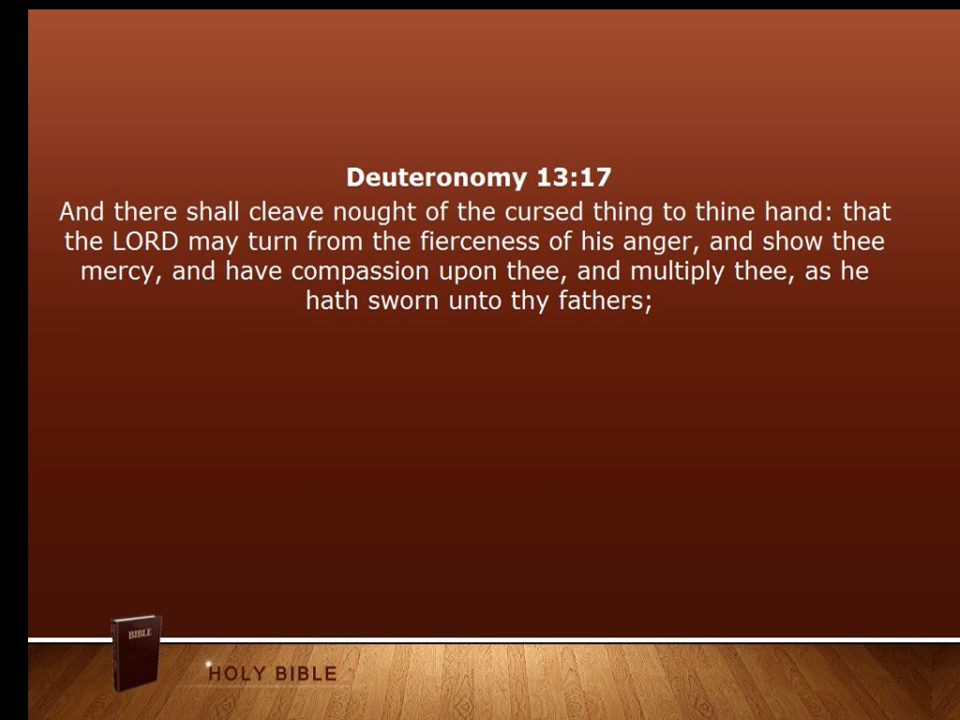 Deuteronomy 13:17
And there shall cleave nought of the cursed thing to thine hand: that
the LORD may turn from the fierceness of his anger, and show thee
mercy, and have compassion upon thee, and multiply thee, as he
hath sworn unto thy fathers;
BIBLE
HOLY BIBLE